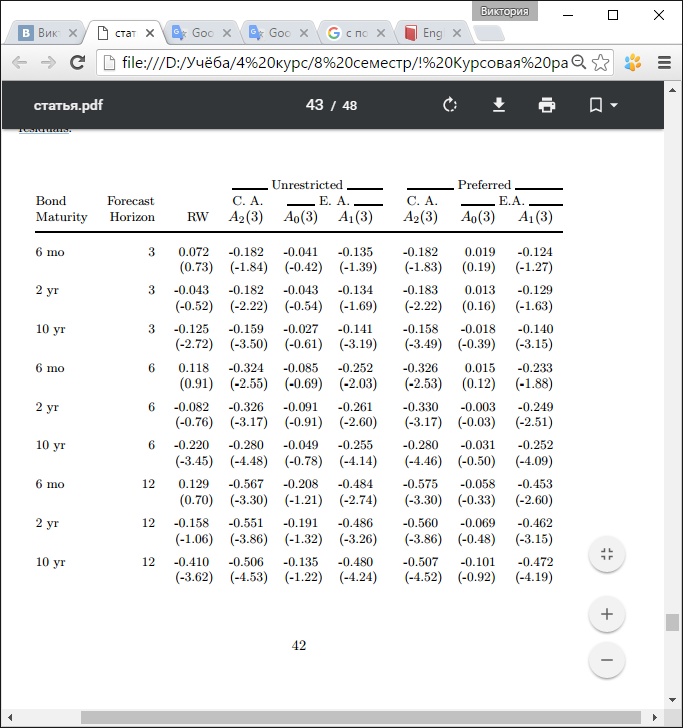 Виктория
Вик
стат
Goo
Goo
с по
Eng
file:///D:/Учёба/4%20курс/8%20семестр/!%20Курсовая%20ра
статья.pdf 43 / 48
residuals.
Unrestricted Preferred
Bond Forecast C. A. E. A. C. A. E.A.
Maturity Horizon RW A₂(3) A₀(3) A₁(3) A₂(3) A₀(3) A₁(3)
6 mo 3 0.072 -0.182 -0.041 -0.135 -0.182 0.019 -0.124
(0.73) (-1.84) (-0.42) (-1.39) (-1.83) (0.19) (-1.27)
2 yr 3 -0.043 -0.182 -0.043 -0.134 -0.183 0.013 -0.129
(-0.52) (-2.22) (-0.54) (-1.69) (-2.22) (0.16) (-1.63)
10 yr 3 -0.125 -0.159 -0.027 -0.141 -0.158 -0.018 -0.140
(-2.72) (-3.50) (-0.61) (-3.19) (-3.49) (-0.39) (-3.15)
6 mo 6 0.118 -0.324 -0.085 -0.252 -0.326 0.015 -0.233
(0.91) (-2.55) (-0.69) (-2.03) (-2.53) (0.12) (-1.88)
2 yr 6 -0.082 -0.326 -0.091 -0.261 -0.330 -0.003 -0.249
(-0.76) (-3.17) (-0.91) (-2.60) (-3.17) (-0.03) (-2.51)
10 yr 6 -0.220 -0.280 -0.049 -0.255 -0.280 -0.031 -0.252
(-3.45) (-4.48) (-0.78) (-4.14) (-4.46) (-0.50) (-4.09)
6 mo 12 0.129 -0.567 -0.208 -0.484 -0.575 -0.058 -0.453
(0.70) (-3.30) (-1.21) (-2.74) (-3.30) (-0.33) (-2.60)
2 yr 12 -0.158 -0.551 -0.191 -0.486 -0.560 -0.069 -0.462
(-1.06) (-3.86) (-1.32) (-3.26) (-3.86) (-0.48) (-3.15)
10 yr 12 -0.410 -0.506 -0.135 -0.480 -0.507 -0.101 -0.472
(-3.62) (-4.53) (-1.22) (-4.24) (-4.52) (-0.92) (-4.19)
42